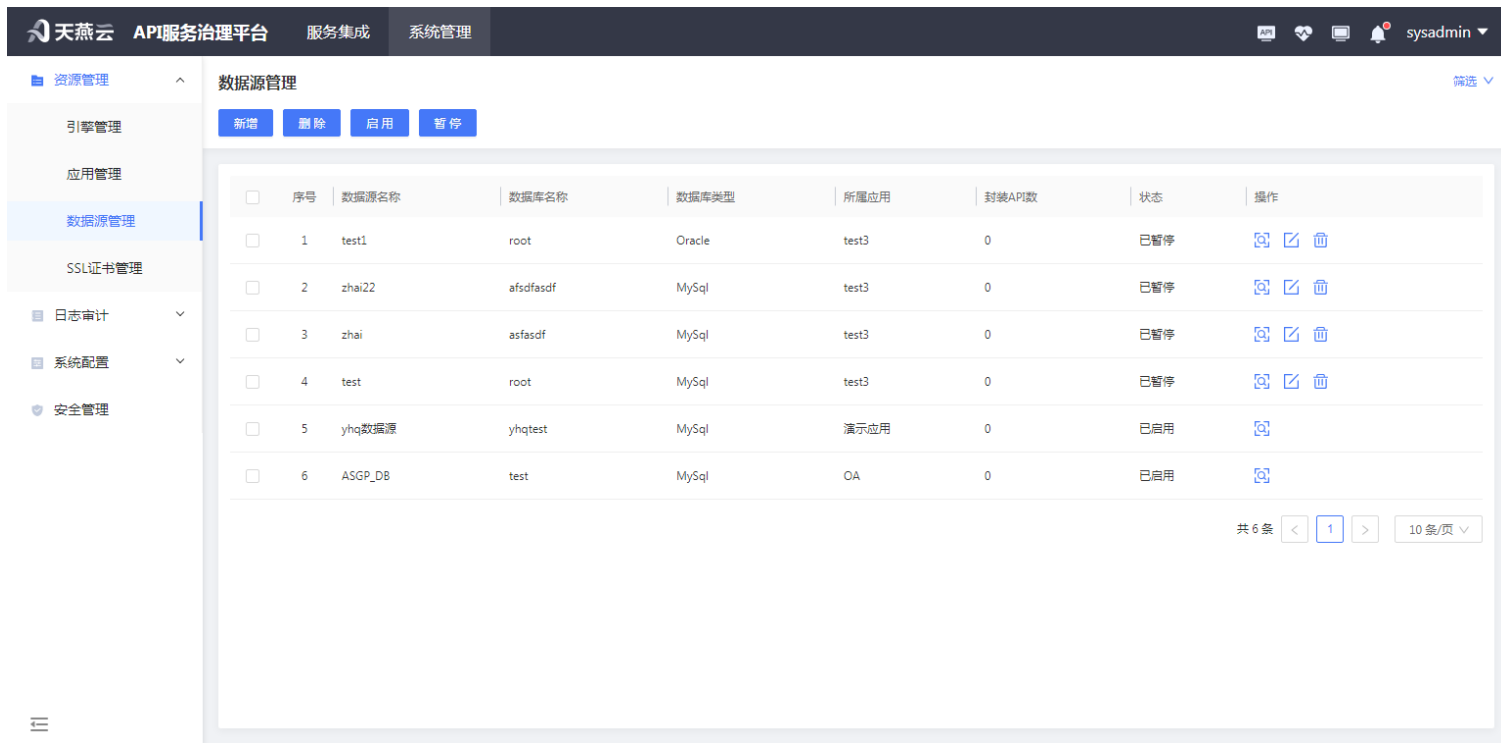 天燕云 API服务治理平台 服务集成 系统管理 API sysadmin
资源管理
引擎管理
应用管理
数据源管理
SSL证书管理
日志审计
系统配置
安全管理
数据源管理 筛选
新增 删除 启用 暂停
序号 数据源名称 数据库名称 数据库类型 所属应用 封装API数 状态 操作
1 test1 root Oracle test3 0 已暂停
2 zhai22 afsdfasdf MySql test3 0 已暂停
3 zhai asfasdf MySql test3 0 已暂停
4 test root MySql test3 0 已暂停
5 yhq数据源 yhqtest MySql 演示应用 0 已启用
6 ASGP_DB test MySql OA 0 已启用
共 6 条 < 1 > 10 条/页